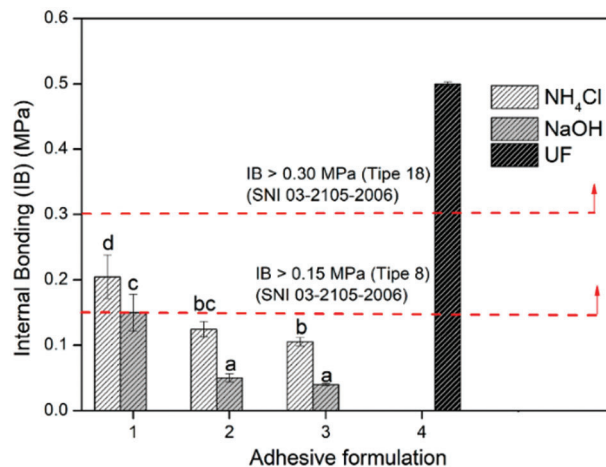 0.6
0.5
0.4
0.3
0.2
0.1
0.0
Internal Bonding (IB) (MPa)
NH₄Cl
NaOH
UF
IB > 0.30 MPa (Tipe 18)
(SNI 03-2105-2006)
IB > 0.15 MPa (Tipe 8)
(SNI 03-2105-2006)
d
c
bc
a
b
a
1 2 3 4
Adhesive formulation